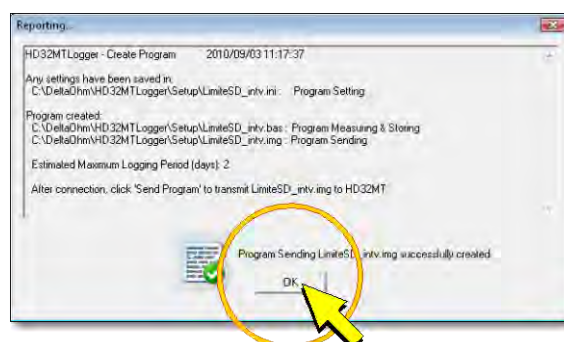 Reporting...
HD32MTLogger - Create Program 2010/09/03 11:17:37
Any settings have been saved in:
C:\DeltaOhm\HD32MTLogger\Setup\LimiteSD_intv.ini : Program Setting
Program created:
C:\DeltaOhm\HD32MTLogger\Setup\LimiteSD_intv.bas : Program Measuring & Storing
C:\DeltaOhm\HD32MTLogger\Setup\LimiteSD_intv.img : Program Sending
Estimated Maximum Logging Period (days): 2
After connection, click 'Send Program' to transmit LimiteSD_intv.img to HD32MT
Program Sending LimiteSD_intv.img successfully created.
OK